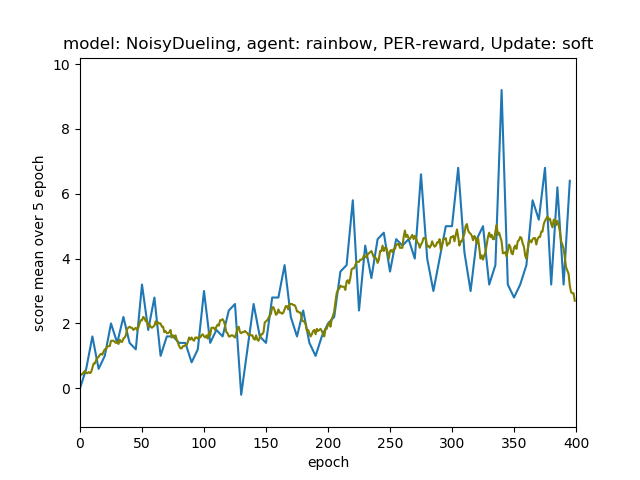 model: NoisyDueling, agent: rainbow, PER-reward, Update: soft
10
8
6
4
2
0
score mean over 5 epoch
0 50 100 150 200 250 300 350 400
epoch